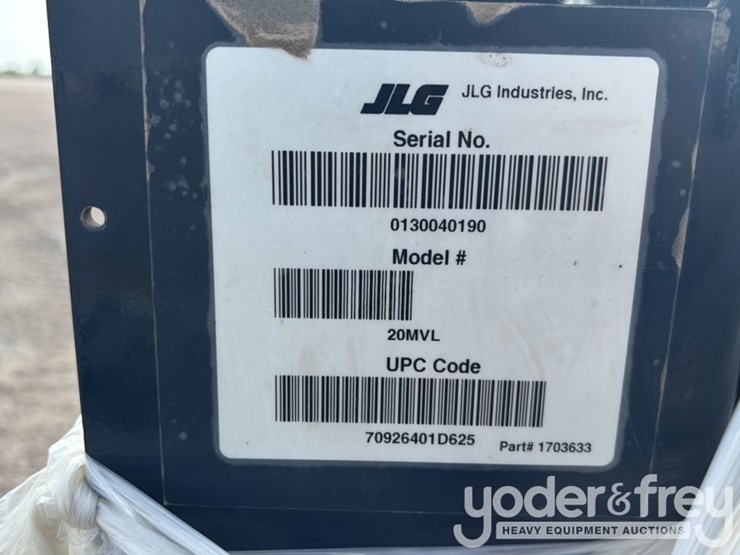 JLG JLG Industries, Inc.
Serial No.
0130040190
Model #
20MVL
UPC Code
70926401D625
Part# 1703633
yoder&frey
HEAVY EQUIPMENT AUCTIONS